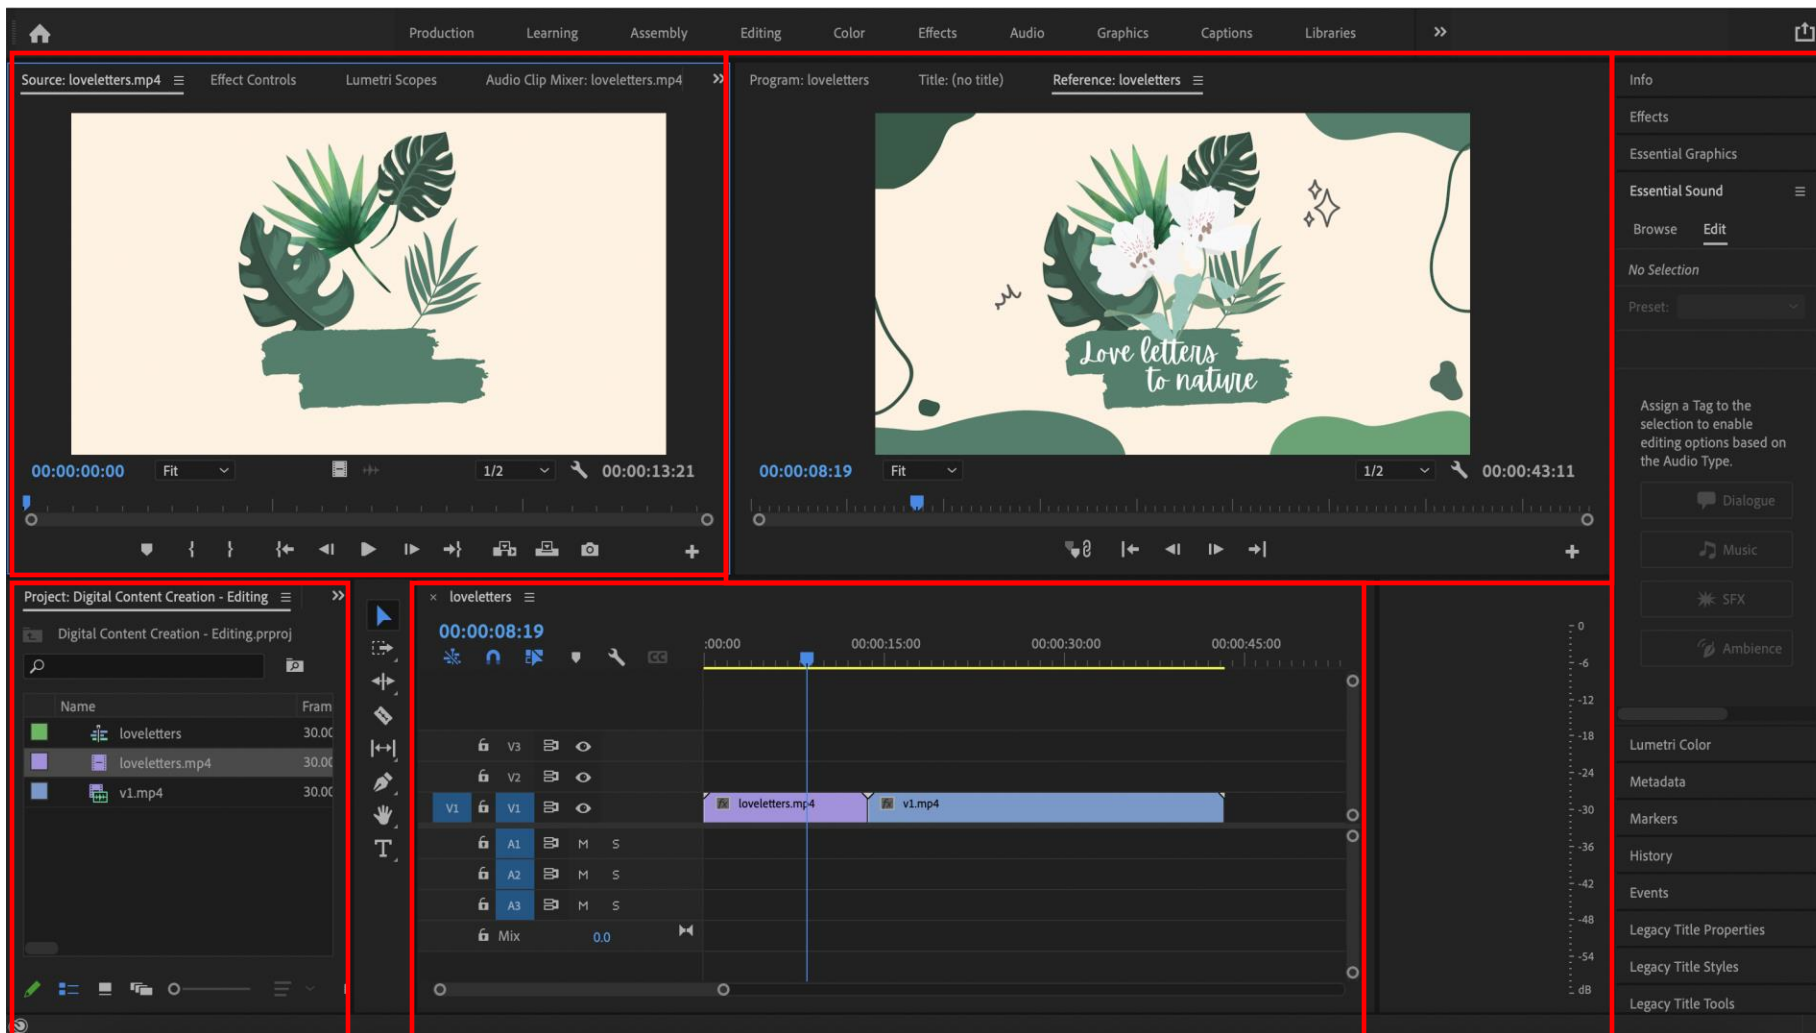 Production Learning Assembly Editing Color Effects Audio Graphics Captions Libraries
Source: loveletters.mp4 Effect Controls Lumetri Scopes Audio Clip Mixer: loveletters.mp4
Program: loveletters Title: (no title) Reference: loveletters
Love letters
to nature
00:00:00:00 Fit 1/2 00:00:13:21
00:00:08:19 Fit 1/2 00:00:43:11
Info
Effects
Essential Graphics
Essential Sound
Browse Edit
No Selection
Preset:
Assign a Tag to the
selection to enable
editing options based on
the Audio Type.
Dialogue
Music
SFX
Ambience
Lumetri Color
Metadata
Markers
History
Events
Legacy Title Properties
Legacy Title Styles
Legacy Title Tools
Project: Digital Content Creation - Editing
Digital Content Creation - Editing.prproj
Name Fram
loveletters 30.00
loveletters.mp4 30.00
v1.mp4 30.00
T
× loveletters
00:00:08:19
CC
:00:00 00:00:15:00 00:00:30:00 00:00:45:00
V3
V2
V1 V1 fx loveletters.mp4 fx v1.mp4
A1 M S
A2 M S
A3 M S
Mix 0.0
0
-6
-12
-18
-24
-30
-36
-42
-48
-54
dB